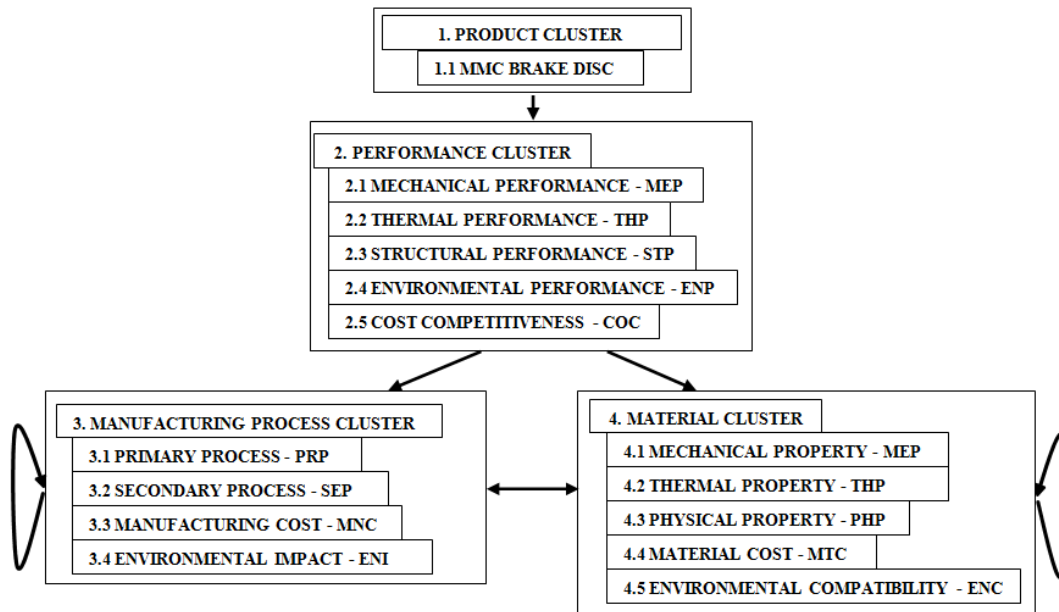 1. PRODUCT CLUSTER
1.1 MMC BRAKE DISC
2. PERFORMANCE CLUSTER
2.1 MECHANICAL PERFORMANCE - MEP
2.2 THERMAL PERFORMANCE - THP
2.3 STRUCTURAL PERFORMANCE - STP
2.4 ENVIRONMENTAL PERFORMANCE - ENP
2.5 COST COMPETITIVENESS - COC
3. MANUFACTURING PROCESS CLUSTER
3.1 PRIMARY PROCESS - PRP
3.2 SECONDARY PROCESS - SEP
3.3 MANUFACTURING COST - MNC
3.4 ENVIRONMENTAL IMPACT - ENI
4. MATERIAL CLUSTER
4.1 MECHANICAL PROPERTY - MEP
4.2 THERMAL PROPERTY - THP
4.3 PHYSICAL PROPERTY - PHP
4.4 MATERIAL COST - MTC
4.5 ENVIRONMENTAL COMPATIBILITY - ENC